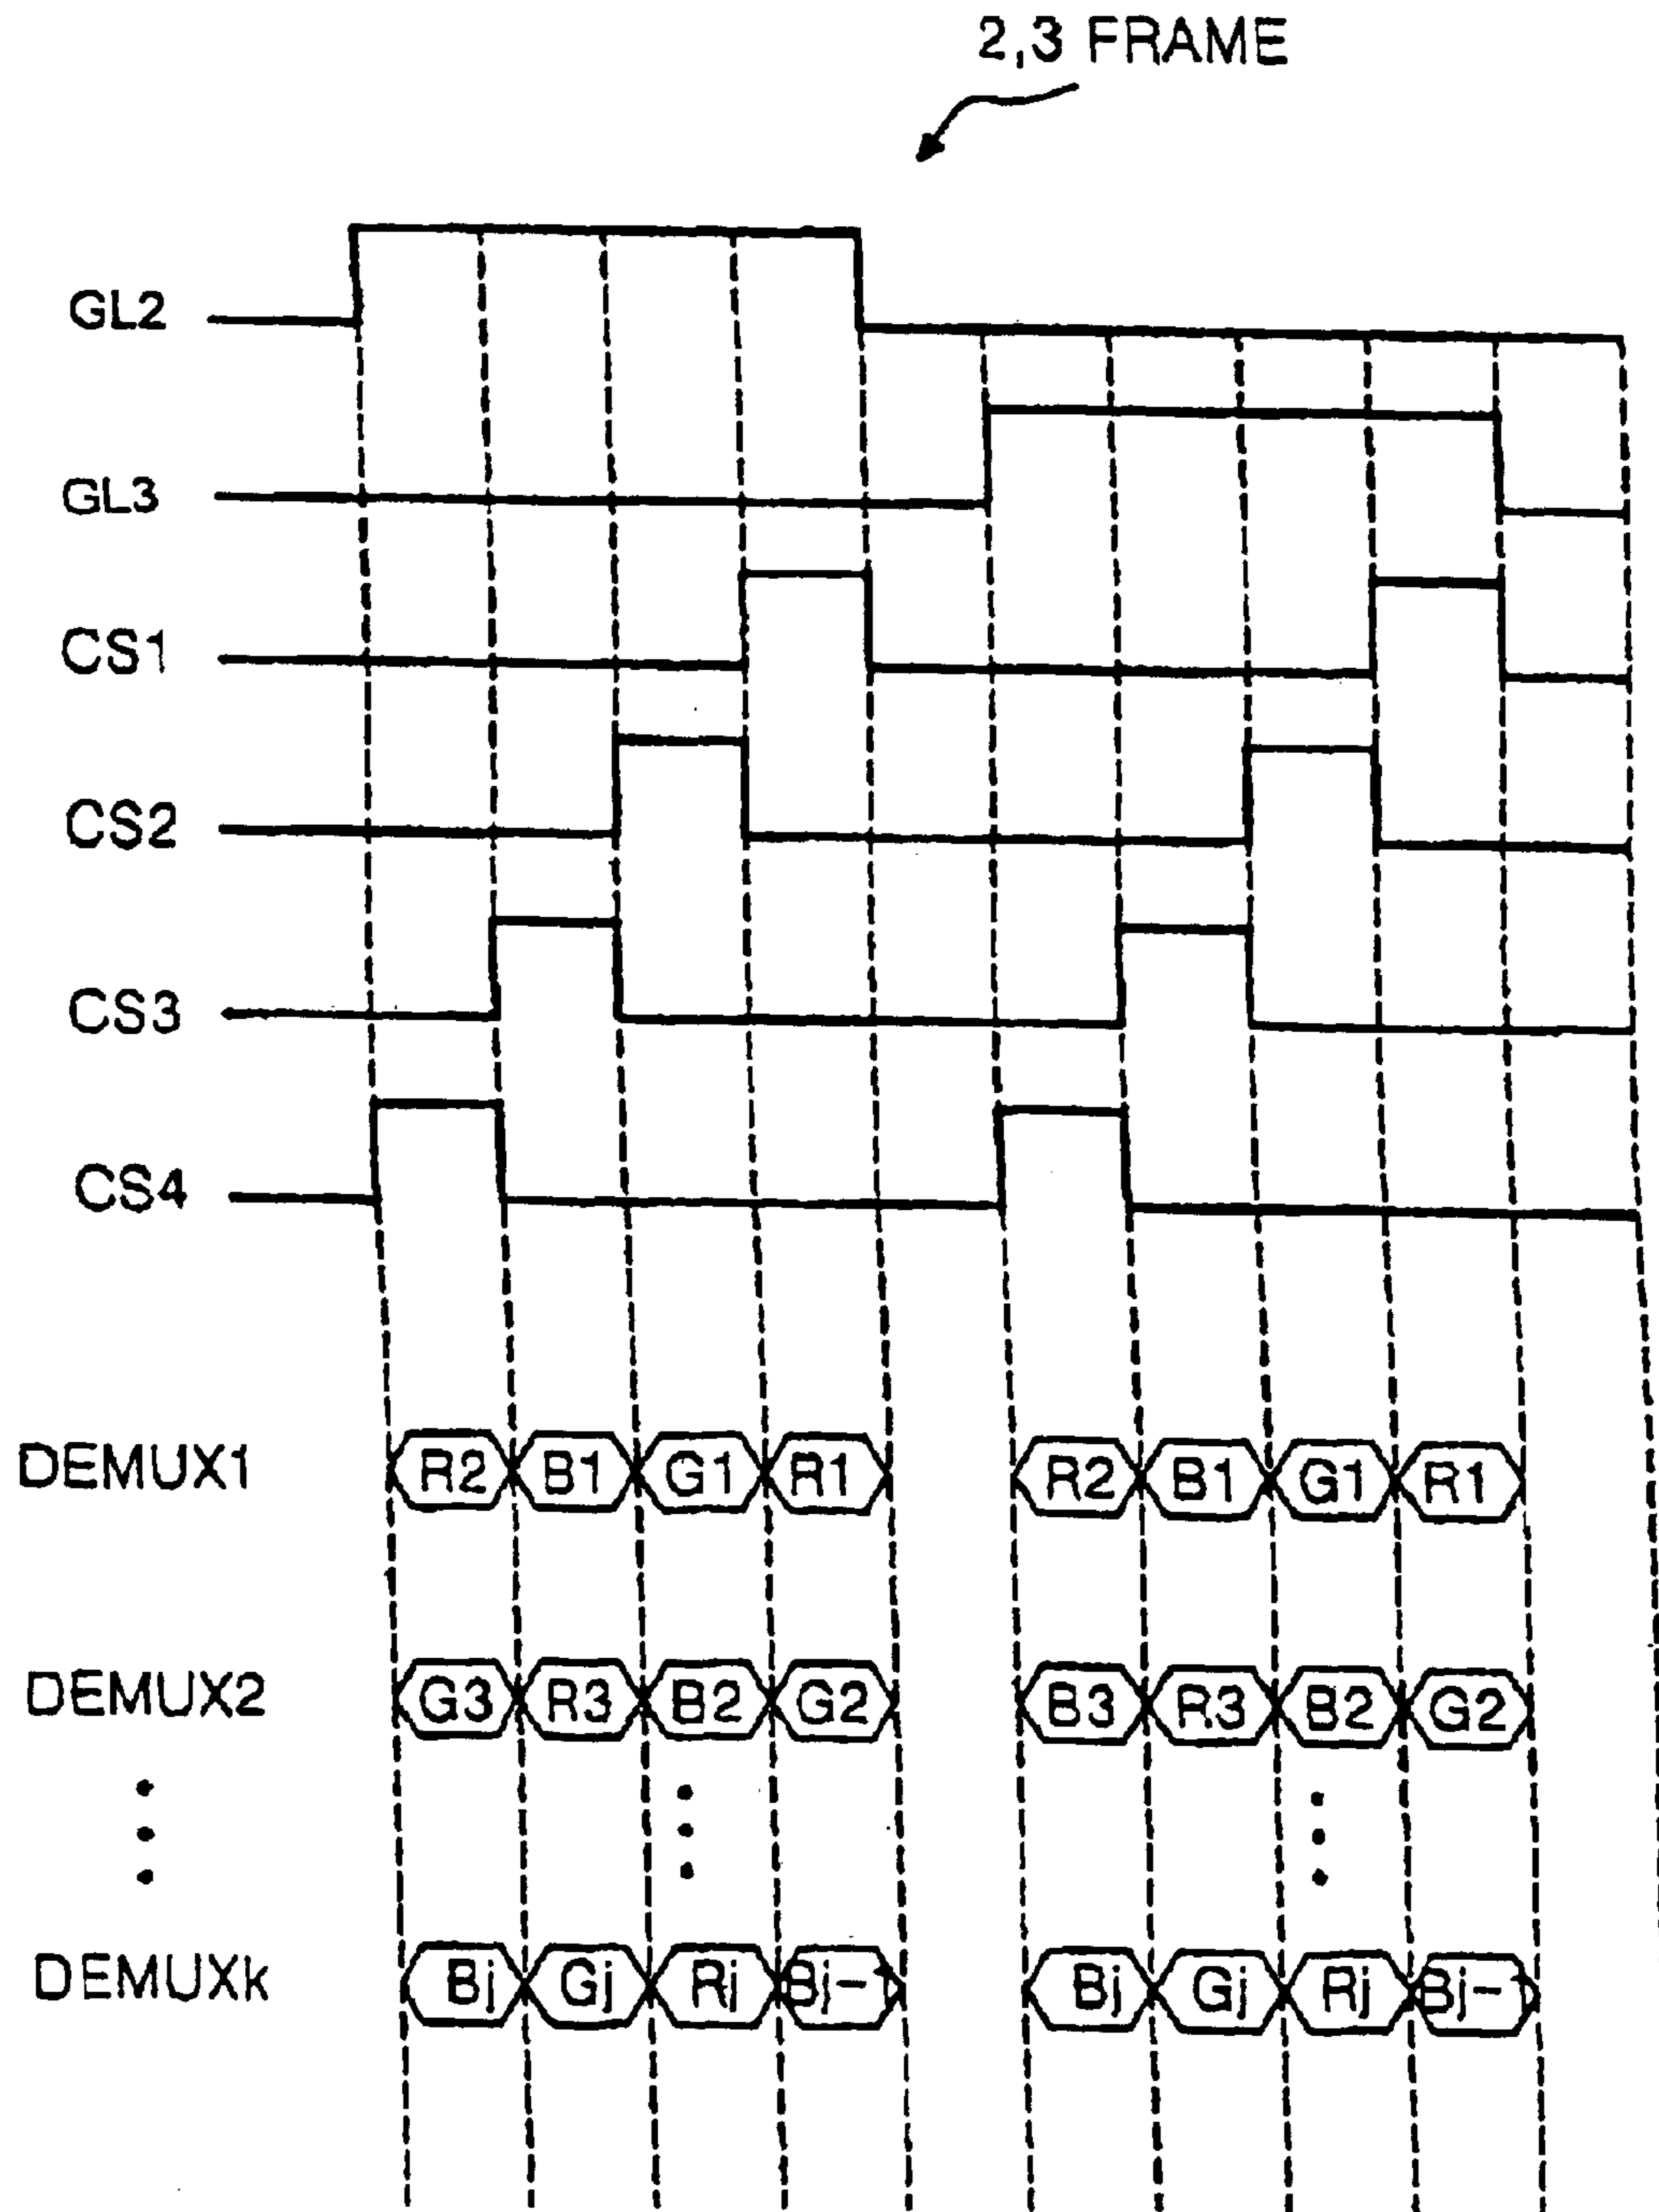 2,3 FRAME
GL2
GL3
CS1
CS2
CS3
CS4
DEMUX1 R2 B1 G1 R1 R2 B1 G1 R1
DEMUX2 G3 R3 B2 G2 B3 R3 B2 G2
DEMUXk Bj Gj Rj Bj-1 Bj Gj Rj Bj-1